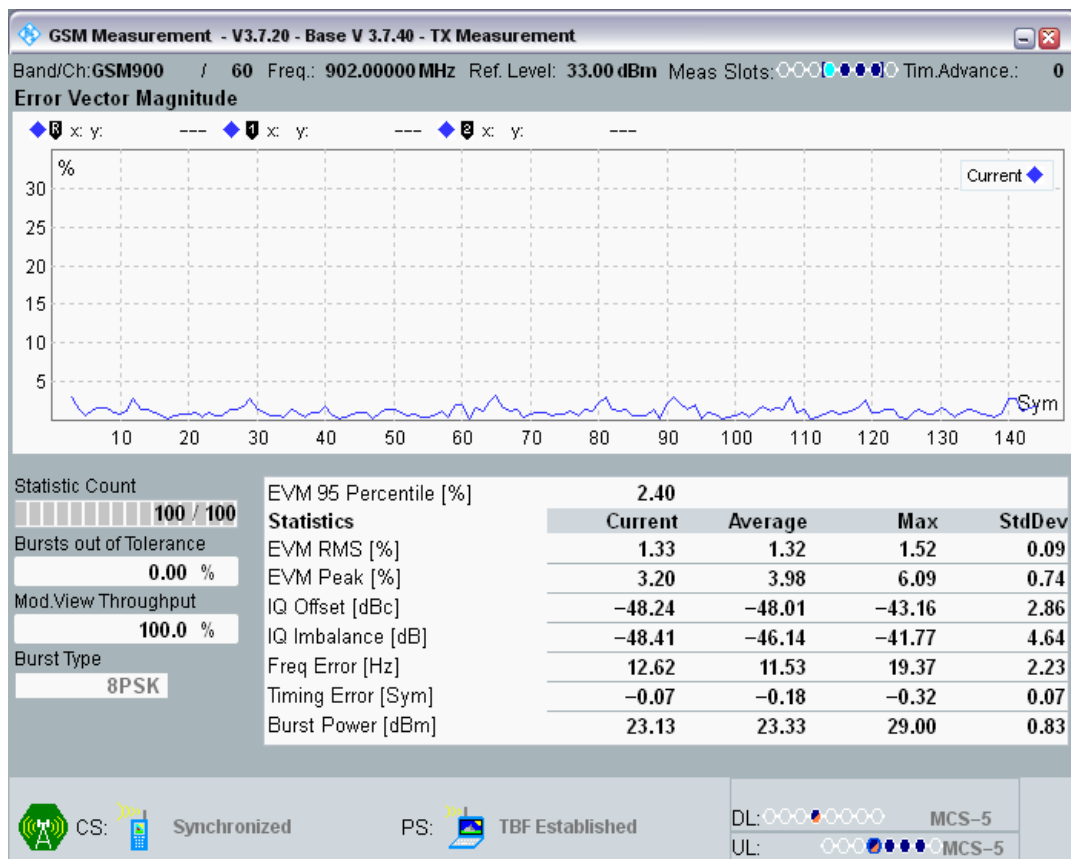 GSM Measurement - V3.7.20 - Base V 3.7.40 - TX Measurement
Band/Ch:GSM900 / 60 Freq.: 902.00000 MHz Ref. Level: 33.00 dBm Meas Slots: Tim.Advance.: 0
Error Vector Magnitude
R x: y: --- 1 x: y: --- 2 x: y: ---
%
Current
30
25
20
15
10
5
Sym
10 20 30 40 50 60 70 80 90 100 110 120 130 140
Statistic Count
100 / 100
Bursts out of Tolerance
0.00 %
Mod.View Throughput
100.0 %
Burst Type
8PSK
EVM 95 Percentile [%] 2.40
Statistics Current Average Max StdDev
EVM RMS [%] 1.33 1.32 1.52 0.09
EVM Peak [%] 3.20 3.98 6.09 0.74
IQ Offset [dBc] −48.24 −48.01 −43.16 2.86
IQ Imbalance [dB] −48.41 −46.14 −41.77 4.64
Freq Error [Hz] 12.62 11.53 19.37 2.23
Timing Error [Sym] −0.07 −0.18 −0.32 0.07
Burst Power [dBm] 23.13 23.33 29.00 0.83
CS: Synchronized PS: TBF Established
DL: MCS−5
UL: MCS−5